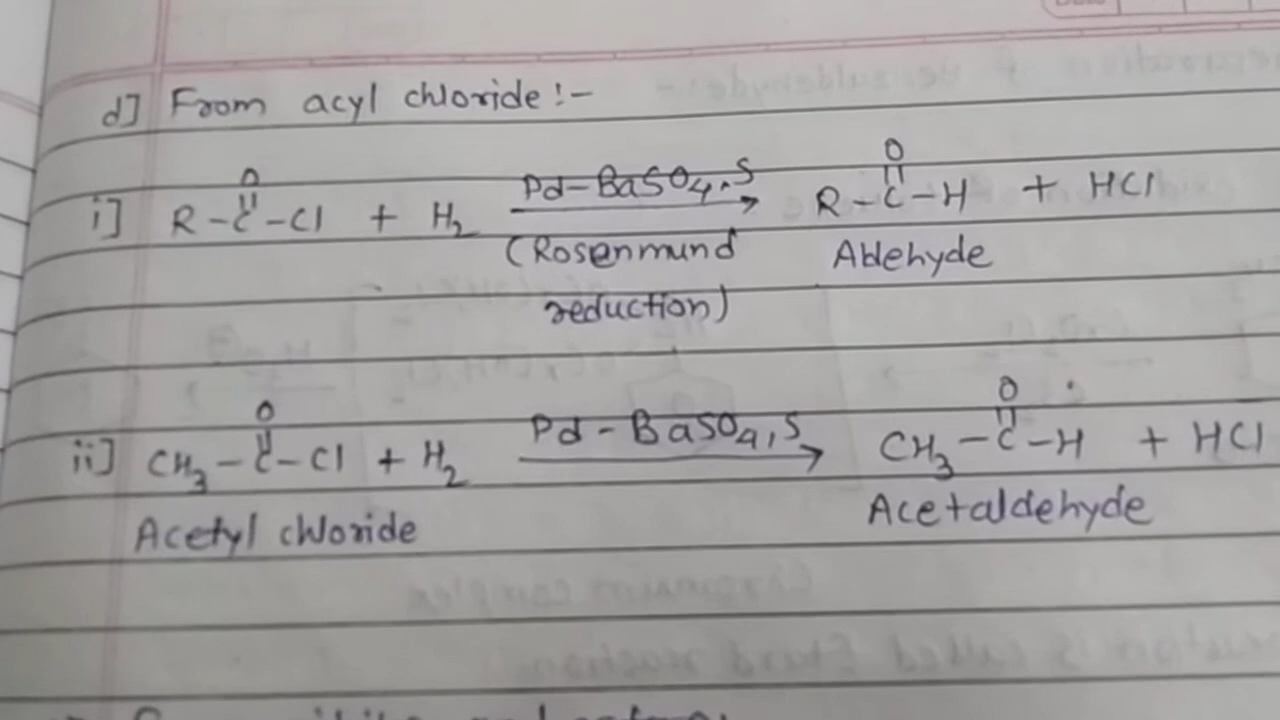 d] From acyl chloride :-
O O
i] R-C-Cl + H2 Pd-BaSO4,S R-C-H + HCl
(Rosenmund Aldehyde
reduction)
O O
ii] CH3-C-Cl + H2 Pd-BaSO4,S CH3-C-H + HCl
Acetyl chloride Acetaldehyde